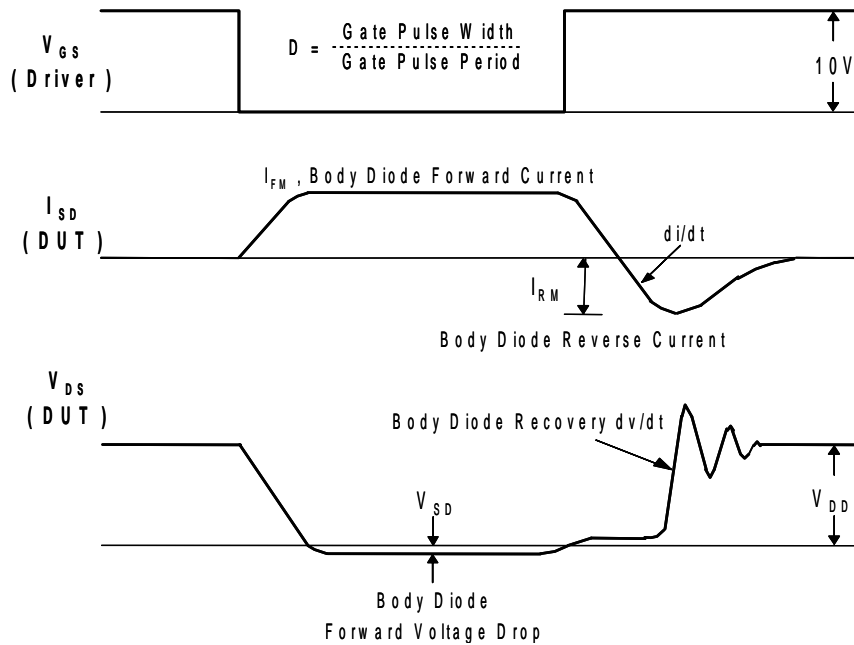 V GS
( Driver )
D = Gate Pulse Width
Gate Pulse Period
10V
I FM , Body Diode Forward Current
I SD
( DUT )
di/dt
I RM
Body Diode Reverse Current
V DS
( DUT )
Body Diode Recovery dv/dt
V SD
V DD
Body Diode
Forward Voltage Drop